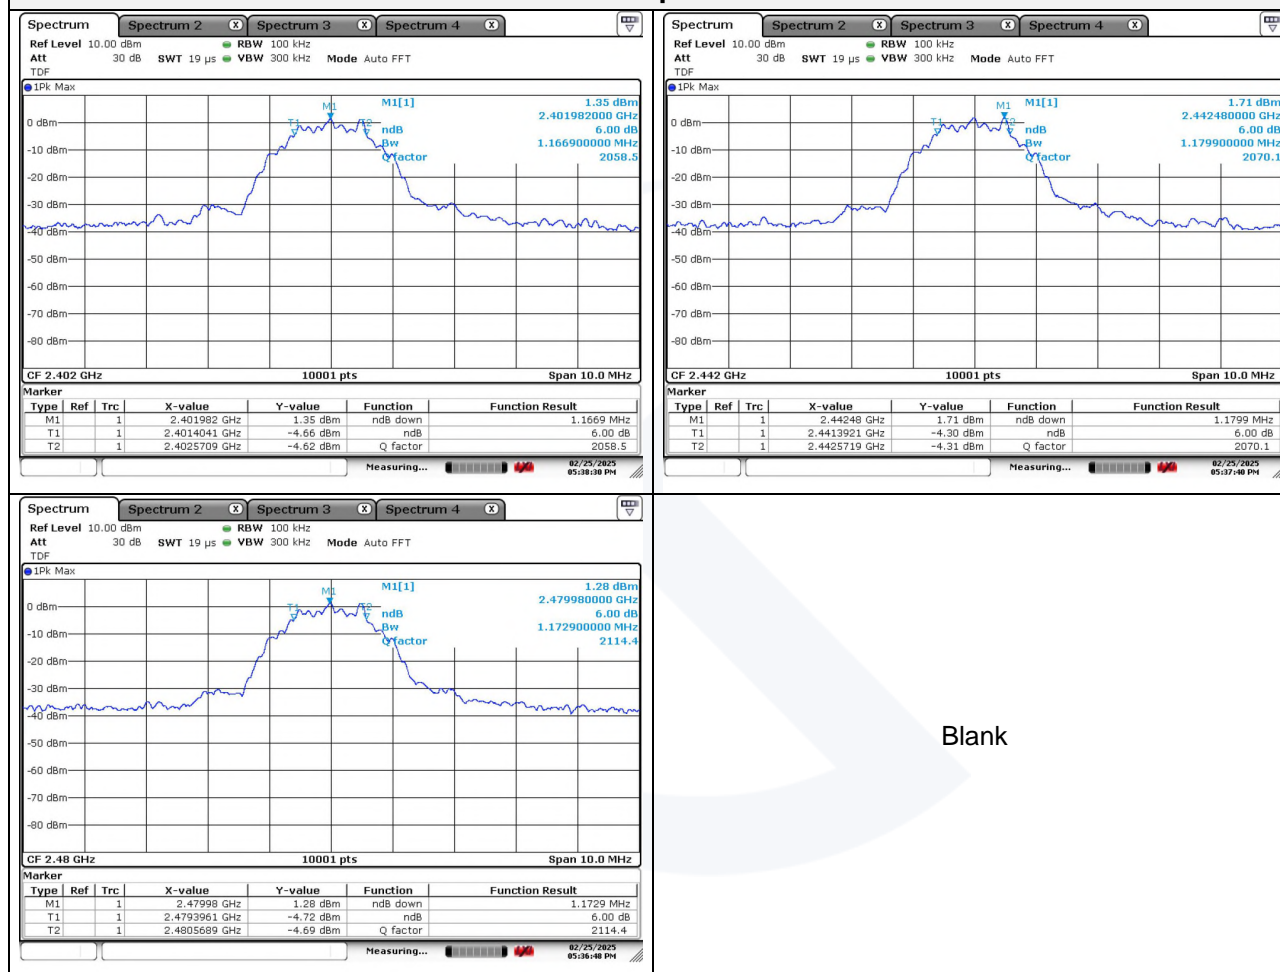 Spectrum Spectrum 2 X Spectrum 3 X Spectrum 4 X
Ref Level 10.00 dBm RBW 100 kHz
Att 30 dB SWT 19 µs VBW 300 kHz Mode Auto FFT
TDF
1Pk Max
M1[1] 1.35 dBm
2.401982000 GHz
ndB 6.00 dB
Bw 1.166900000 MHz
Q factor 2058.5
M1
T1
T2
0 dBm
-10 dBm
-20 dBm
-30 dBm
-40 dBm
-50 dBm
-60 dBm
-70 dBm
-80 dBm
CF 2.402 GHz 10001 pts Span 10.0 MHz
Marker
Type Ref Trc X-value Y-value Function Function Result
M1 1 2.401982 GHz 1.35 dBm ndB down 1.1669 MHz
T1 1 2.4014041 GHz -4.66 dBm ndB 6.00 dB
T2 1 2.4025709 GHz -4.62 dBm Q factor 2058.5
Measuring... 02/25/2025
05:38:30 PM
Spectrum Spectrum 2 X Spectrum 3 X Spectrum 4 X
Ref Level 10.00 dBm RBW 100 kHz
Att 30 dB SWT 19 µs VBW 300 kHz Mode Auto FFT
TDF
1Pk Max
M1[1] 1.71 dBm
2.442480000 GHz
ndB 6.00 dB
Bw 1.179900000 MHz
Q factor 2070.1
M1
T1
T2
0 dBm
-10 dBm
-20 dBm
-30 dBm
-40 dBm
-50 dBm
-60 dBm
-70 dBm
-80 dBm
CF 2.442 GHz 10001 pts Span 10.0 MHz
Marker
Type Ref Trc X-value Y-value Function Function Result
M1 1 2.44248 GHz 1.71 dBm ndB down 1.1799 MHz
T1 1 2.4413921 GHz -4.30 dBm ndB 6.00 dB
T2 1 2.4425719 GHz -4.31 dBm Q factor 2070.1
Measuring... 02/25/2025
05:37:40 PM
Spectrum Spectrum 2 X Spectrum 3 X Spectrum 4 X
Ref Level 10.00 dBm RBW 100 kHz
Att 30 dB SWT 19 µs VBW 300 kHz Mode Auto FFT
TDF
1Pk Max
M1[1] 1.28 dBm
2.479980000 GHz
ndB 6.00 dB
Bw 1.172900000 MHz
Q factor 2114.4
M1
T1
T2
0 dBm
-10 dBm
-20 dBm
-30 dBm
-40 dBm
-50 dBm
-60 dBm
-70 dBm
-80 dBm
CF 2.48 GHz 10001 pts Span 10.0 MHz
Marker
Type Ref Trc X-value Y-value Function Function Result
M1 1 2.47998 GHz 1.28 dBm ndB down 1.1729 MHz
T1 1 2.4793961 GHz -4.72 dBm ndB 6.00 dB
T2 1 2.4805689 GHz -4.69 dBm Q factor 2114.4
Measuring... 02/25/2025
05:36:48 PM
Blank